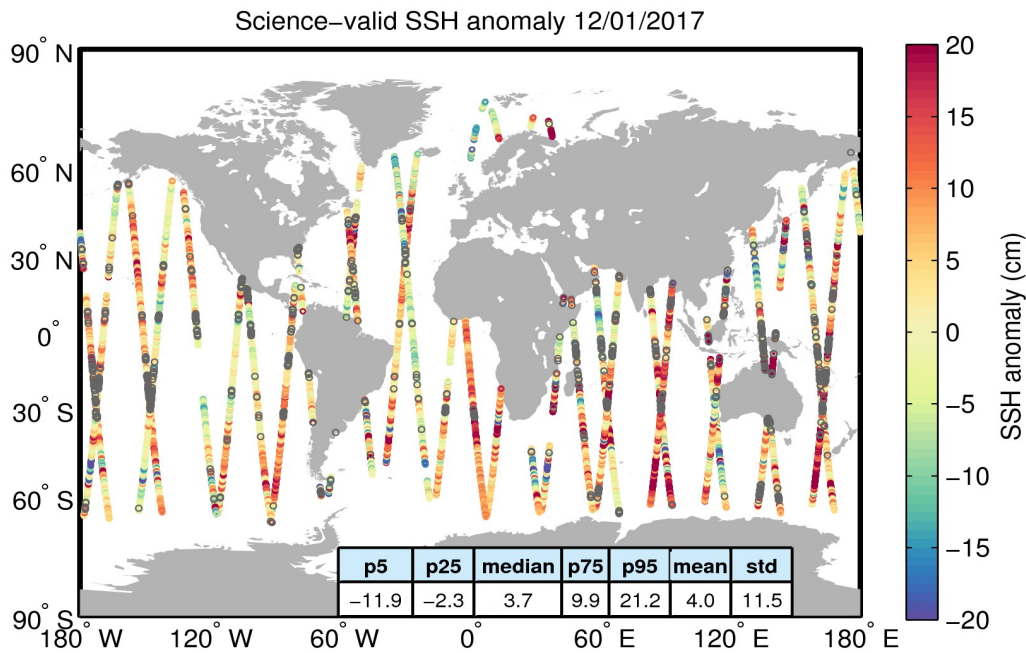 Science−valid SSH anomaly 12/01/2017
90° N
60° N
30° N
0°
30° S
60° S
90° S
180° W
120° W
60° W
0°
60° E
120° E
180° E
p5 p25 median p75 p95 mean std
−11.9 −2.3 3.7 9.9 21.2 4.0 11.5
20
15
10
5
0
−5
−10
−15
−20
SSH anomaly (cm)